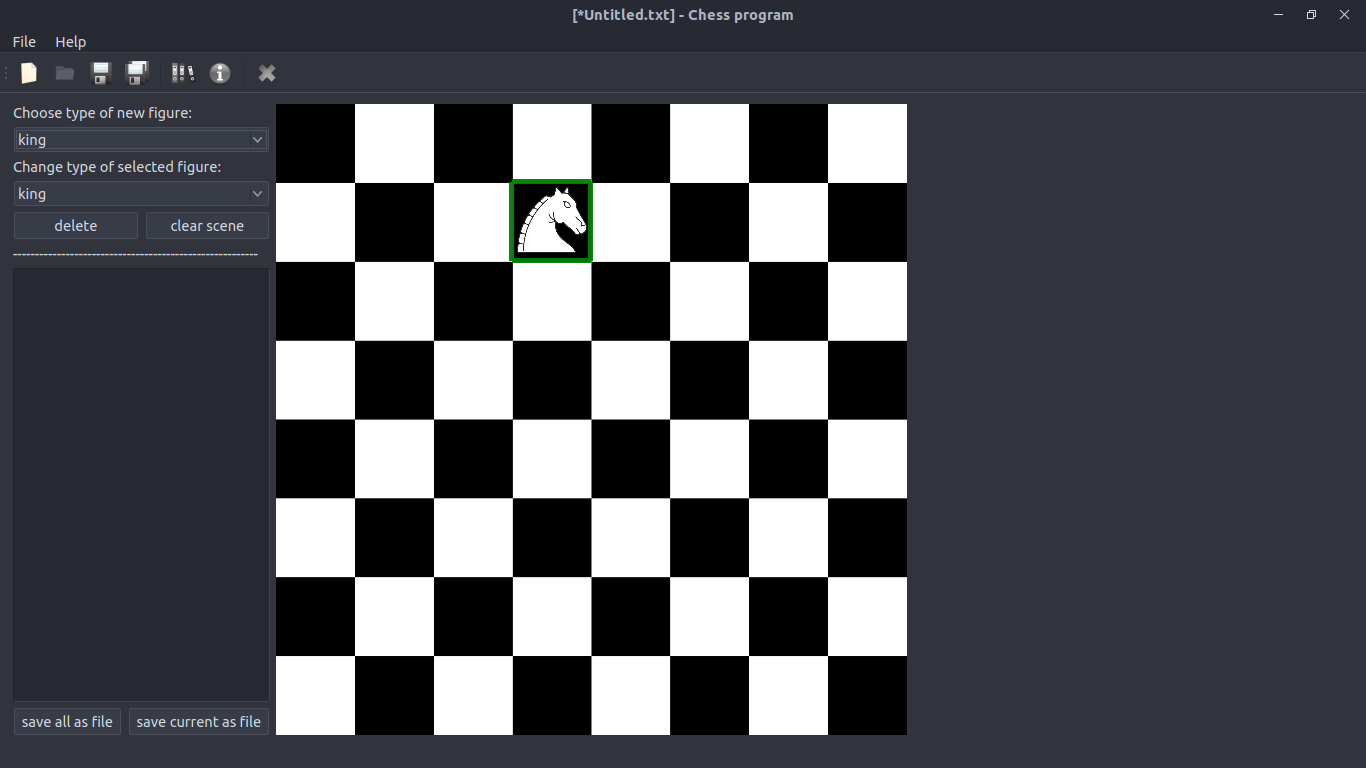 [*Untitled.txt] - Chess program
File Help
Choose type of new figure:
king
Change type of selected figure:
king
delete clear scene
-------------------------------------------------------
save all as file save current as file